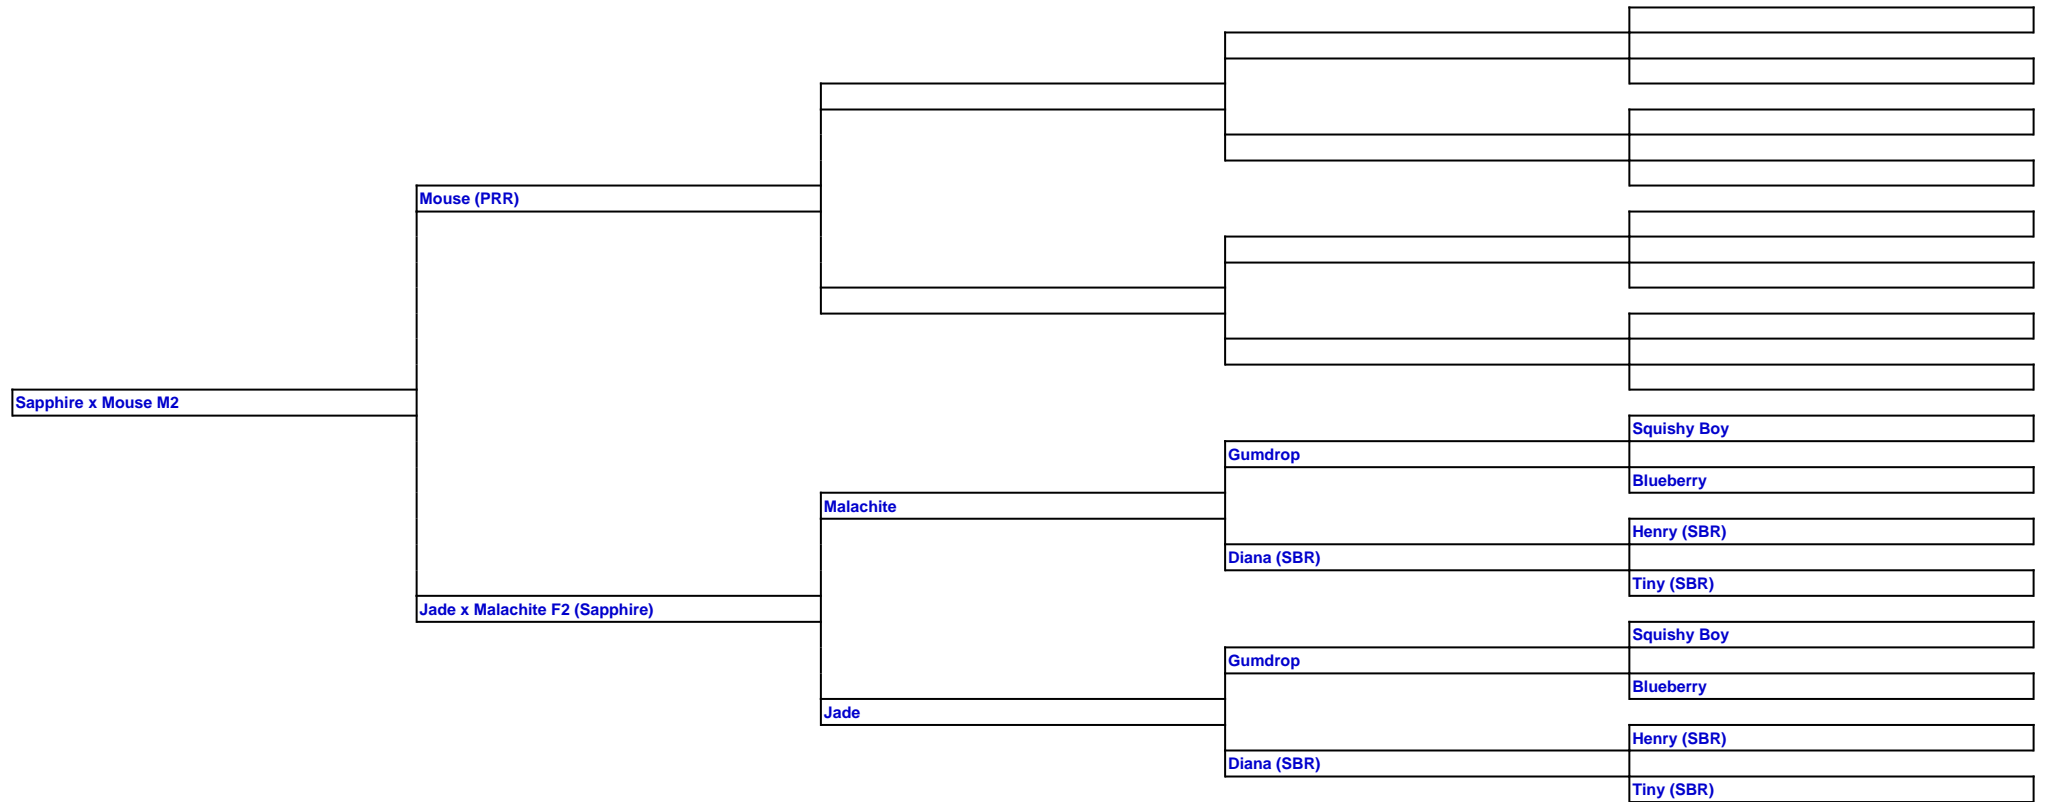 Mouse (PRR)
Sapphire x Mouse M2
Squishy Boy
Gumdrop
Blueberry
Malachite
Henry (SBR)
Diana (SBR)
Tiny (SBR)
Jade x Malachite F2 (Sapphire)
Squishy Boy
Gumdrop
Blueberry
Jade
Henry (SBR)
Diana (SBR)
Tiny (SBR)